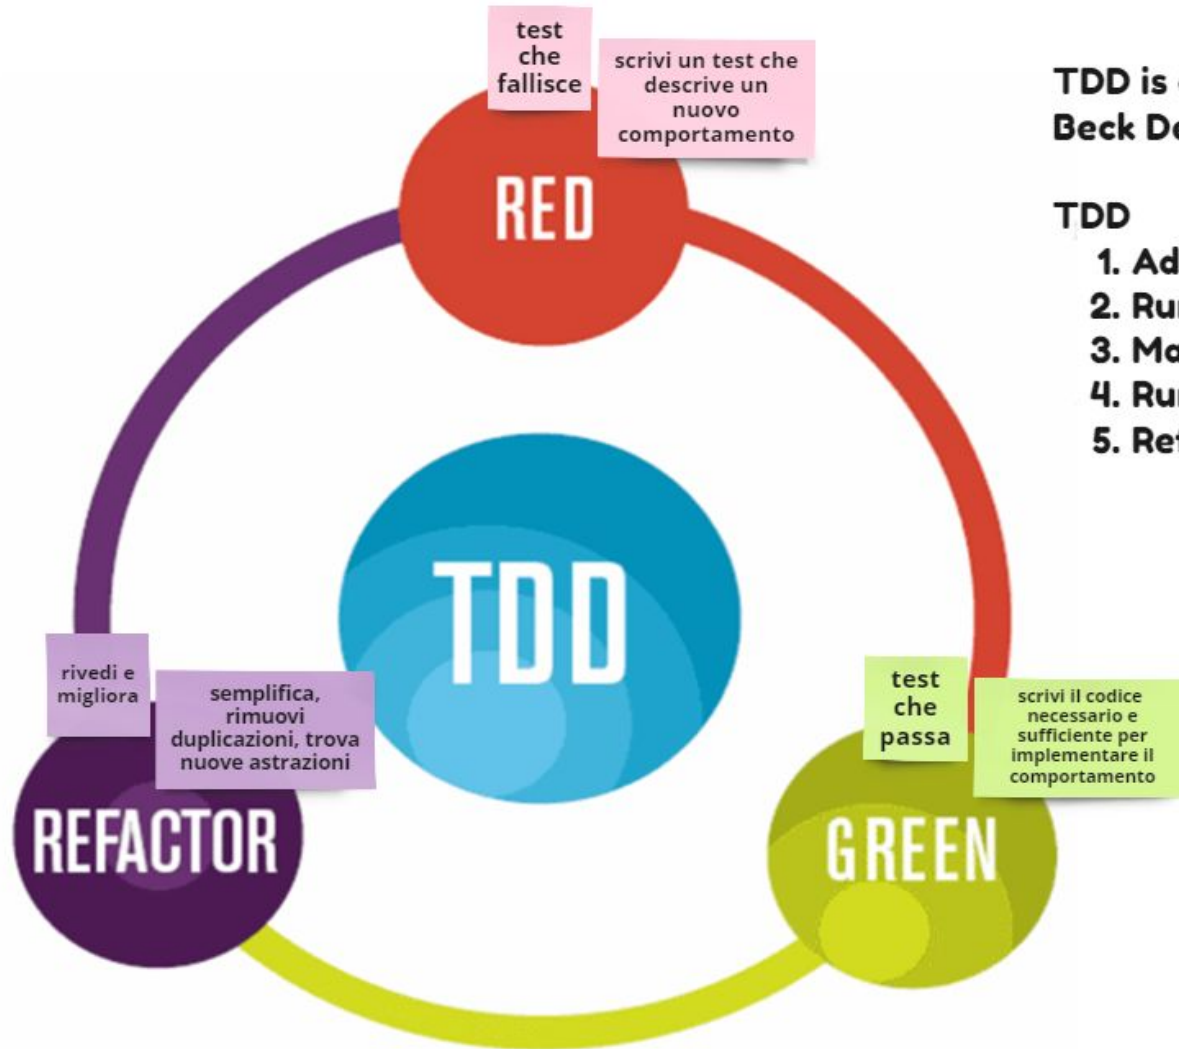 test
che
fallisce
scrivi un test che
descrive un
nuovo
comportamento
RED
TDD is
Beck
TDD
1.
2.
3.
4.
5.
TDD
rivedi e
migliora
semplifica,
rimuovi
duplicazioni, trova
nuove astrazioni
REFACTOR
test
che
passa
scrivi il codice
necessario e
sufficiente per
implementare il
comportamento
GREEN